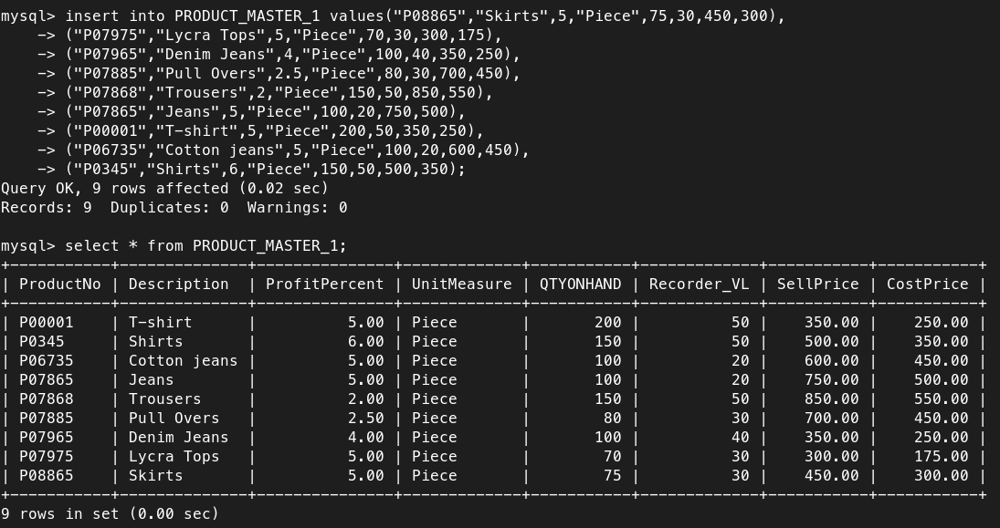 mysql> insert into PRODUCT_MASTER_1 values("P08865","Skirts",5,"Piece",75,30,450,300),
    -> ("P07975","Lycra Tops",5,"Piece",70,30,300,175),
    -> ("P07965","Denim Jeans",4,"Piece",100,40,350,250),
    -> ("P07885","Pull Overs",2.5,"Piece",80,30,700,450),
    -> ("P07868","Trousers",2,"Piece",150,50,850,550),
    -> ("P07865","Jeans",5,"Piece",100,20,750,500),
    -> ("P00001","T-shirt",5,"Piece",200,50,350,250),
    -> ("P06735","Cotton jeans",5,"Piece",100,20,600,450),
    -> ("P0345","Shirts",6,"Piece",150,50,500,350);
Query OK, 9 rows affected (0.02 sec)
Records: 9  Duplicates: 0  Warnings: 0

mysql> select * from PRODUCT_MASTER_1;
+-----------+--------------+---------------+-------------+-----------+-------------+-----------+-----------+
| ProductNo | Description  | ProfitPercent | UnitMeasure | QTYONHAND | Recorder_VL | SellPrice | CostPrice |
+-----------+--------------+---------------+-------------+-----------+-------------+-----------+-----------+
| P00001    | T-shirt      |          5.00 | Piece       |       200 |          50 |    350.00 |    250.00 |
| P0345     | Shirts       |          6.00 | Piece       |       150 |          50 |    500.00 |    350.00 |
| P06735    | Cotton jeans |          5.00 | Piece       |       100 |          20 |    600.00 |    450.00 |
| P07865    | Jeans        |          5.00 | Piece       |       100 |          20 |    750.00 |    500.00 |
| P07868    | Trousers     |          2.00 | Piece       |       150 |          50 |    850.00 |    550.00 |
| P07885    | Pull Overs   |          2.50 | Piece       |        80 |          30 |    700.00 |    450.00 |
| P07965    | Denim Jeans  |          4.00 | Piece       |       100 |          40 |    350.00 |    250.00 |
| P07975    | Lycra Tops   |          5.00 | Piece       |        70 |          30 |    300.00 |    175.00 |
| P08865    | Skirts       |          5.00 | Piece       |        75 |          30 |    450.00 |    300.00 |
+-----------+--------------+---------------+-------------+-----------+-------------+-----------+-----------+
9 rows in set (0.00 sec)